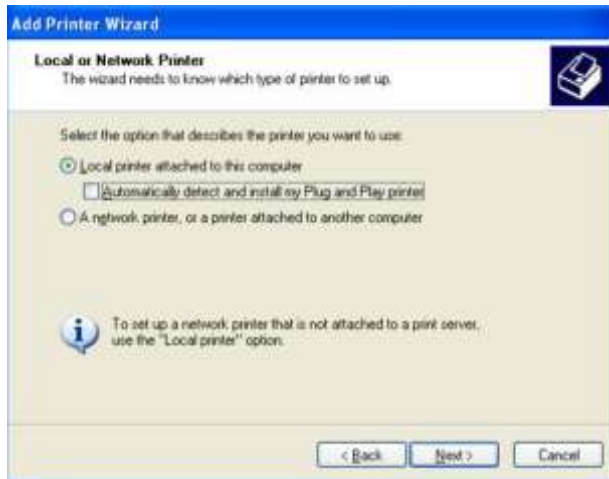 Add Printer Wizard
Local or Network Printer
The wizard needs to know which type of printer to set up.
Select the option that describes the printer you want to use:
Local printer attached to this computer
Automatically detect and install my Plug and Play printer
A network printer, or a printer attached to another computer
To set up a network printer that is not attached to a print server,
use the "Local printer" option.
< Back
Next >
Cancel